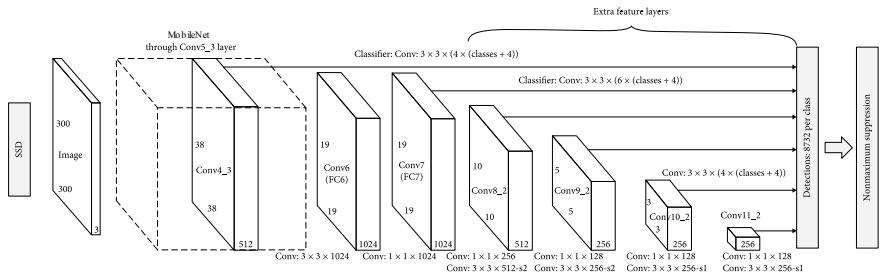 Extra feature layers
MobileNet
through Conv5_3 layer
Classifier: Conv: 3 × 3 × (4 × (classes + 4))
Classifier: Conv: 3 × 3 × (6 × (classes + 4))
Conv: 3 × 3 × (4 × (classes + 4))
SSD
300
Image
300
3
38
Conv4_3
38
512
19
Conv6
(FC6)
19
1024
19
Conv7
(FC7)
19
1024
10
Conv8_2
10
512
5
Conv9_2
5
256
3
Conv10_2
3
256
Conv11_2
256
Detections: 8732 per class
Nonmaximum suppression
Conv: 3 × 3 × 1024
Conv: 1 × 1 × 1024
Conv: 1 × 1 × 256
Conv: 3 × 3 × 512-s2
Conv: 1 × 1 × 128
Conv: 3 × 3 × 256-s2
Conv: 1 × 1 × 128
Conv: 3 × 3 × 256-s1
Conv: 1 × 1 × 128
Conv: 3 × 3 × 256-s1